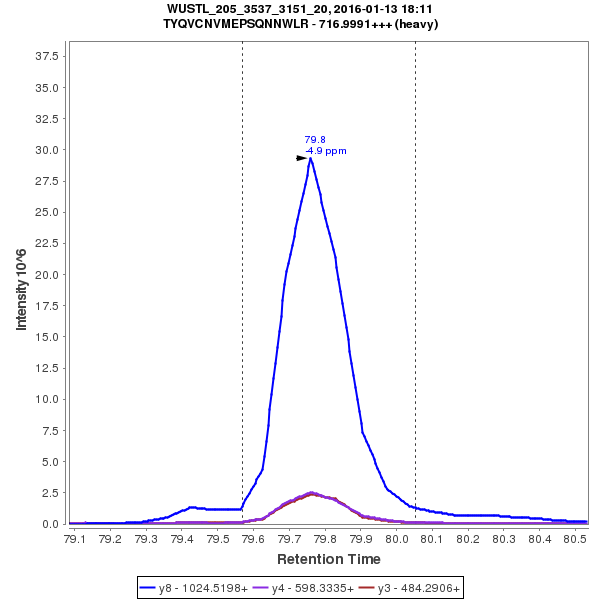 WUSTL_205_3537_3151_20, 2016-01-13 18:11
TYQVCNVMEPSQNNWLR - 716.9991+++ (heavy)
Intensity 10^6
37.5
35.0
32.5
30.0
27.5
25.0
22.5
20.0
17.5
15.0
12.5
10.0
7.5
5.0
2.5
0.0
79.8
-4.9 ppm
79.1 79.2 79.3 79.4 79.5 79.6 79.7 79.8 79.9 80.0 80.1 80.2 80.3 80.4 80.5
Retention Time
y8 - 1024.5198+ y4 - 598.3335+ y3 - 484.2906+